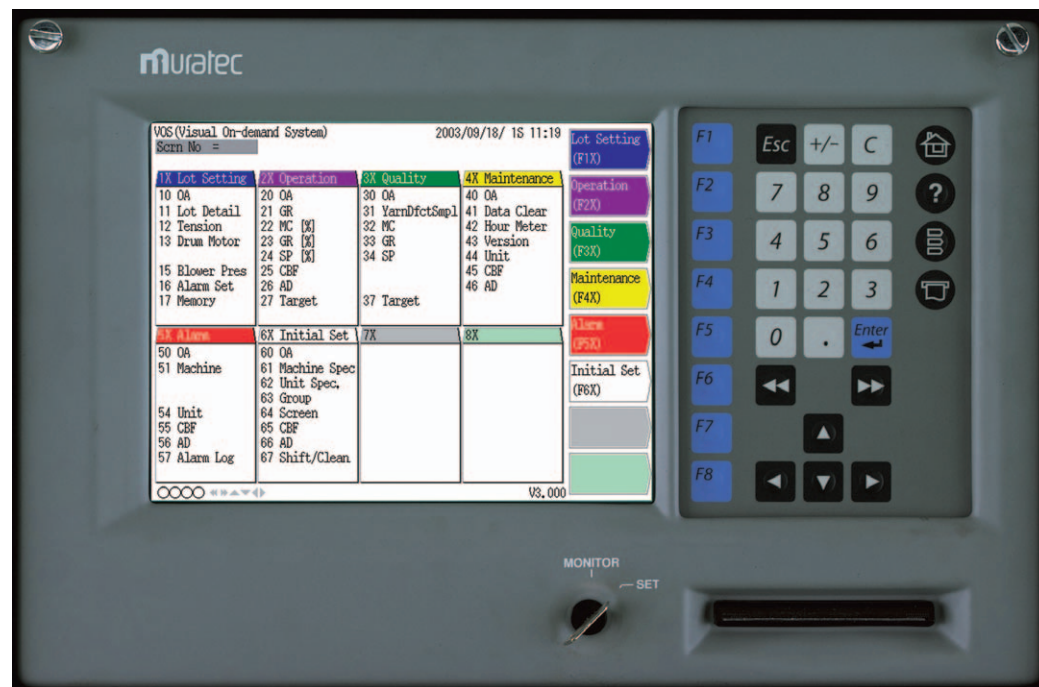 muratec
VOS(Visual On-demand System) 2003/09/18/ 1S 11:19
Scrn No =
1X Lot Setting
10 OA
11 Lot Detail
12 Tension
13 Drum Motor
15 Blower Pres
16 Alarm Set
17 Memory
2X Operation
20 OA
21 GR
22 MC [%]
23 GR [%]
24 SP [%]
25 CBF
26 AD
27 Target
3X Quality
30 OA
31 YarnDfctSmpl
32 MC
33 GR
34 SP
37 Target
4X Maintenance
40 OA
41 Data Clear
42 Hour Meter
43 Version
44 Unit
45 CBF
46 AD
5X Alarm
50 OA
51 Machine
54 Unit
55 CBF
56 AD
57 Alarm Log
6X Initial Set
60 OA
61 Machine Spec
62 Unit Spec.
63 Group
64 Screen
65 CBF
66 AD
67 Shift/Clean
7X
8X
V3.000
Lot Setting
(F1X)
Operation
(F2X)
Quality
(F3X)
Maintenance
(F4X)
Alarm
(F5X)
Initial Set
(F6X)
F1 Esc +/- C
F2 7 8 9 ?
F3 4 5 6
F4 1 2 3
F5 0 . Enter
F6
F7
F8
MONITOR
SET